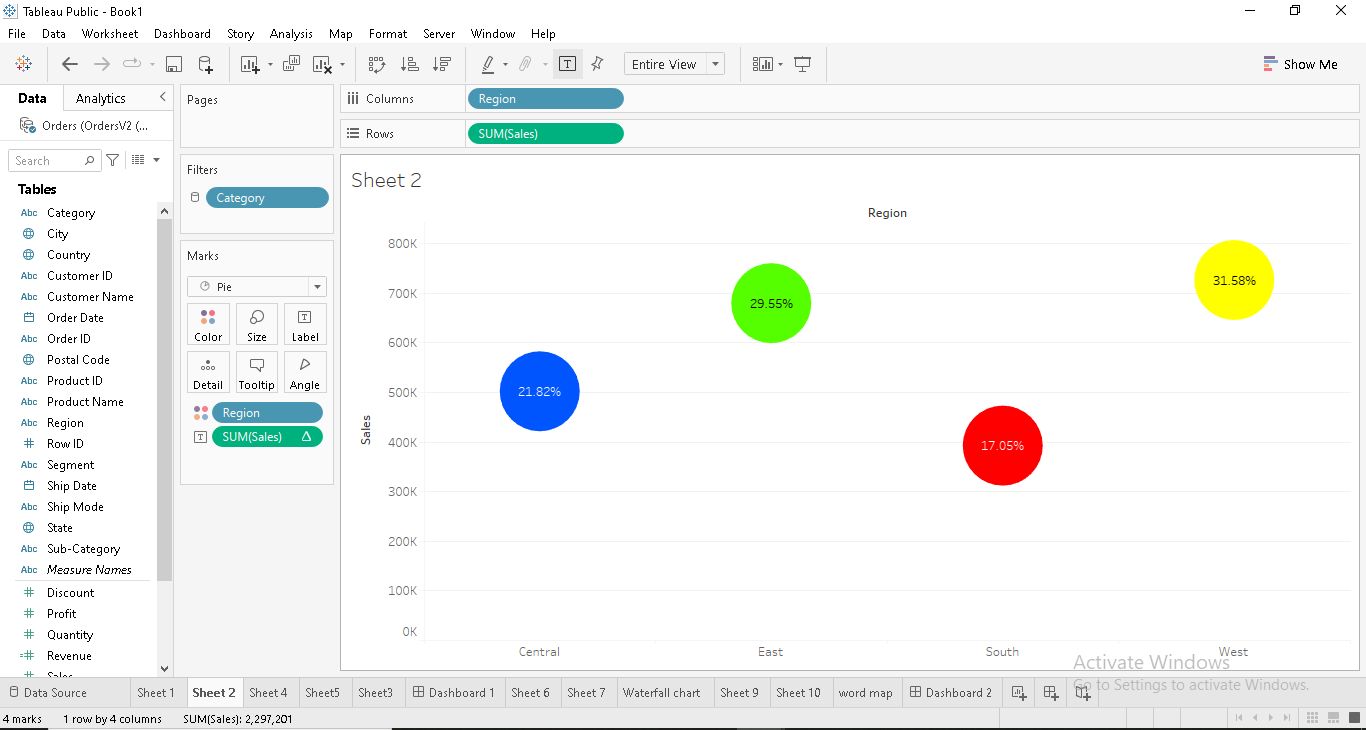 Tableau Public - Book1
File Data Worksheet Dashboard Story Analysis Map Format Server Window Help
Entire View
Show Me
Data Analytics
Orders (OrdersV2 (...
Search
Tables
Abc Category
City
Country
Abc Customer ID
Abc Customer Name
Order Date
Abc Order ID
Postal Code
Abc Product ID
Abc Product Name
Abc Region
Row ID
Abc Segment
Ship Date
Abc Ship Mode
State
Abc Sub-Category
Abc Measure Names
Discount
Profit
Quantity
Revenue
Pages
Filters
Category
Marks
Pie
Color Size Label
Detail Tooltip Angle
Region
SUM(Sales)
Columns Region
Rows SUM(Sales)
Sheet 2
Region
800K
700K
600K
500K
400K
300K
200K
100K
0K
Sales
21.82%
29.55%
17.05%
31.58%
Central East South West
Activate Windows
Go to Settings to activate Windows.
Data Source Sheet 1 Sheet 2 Sheet 4 Sheet5 Sheet3 Dashboard 1 Sheet 6 Sheet 7 Waterfall chart Sheet 9 Sheet 10 word map Dashboard 2
4 marks 1 row by 4 columns SUM(Sales): 2,297,201